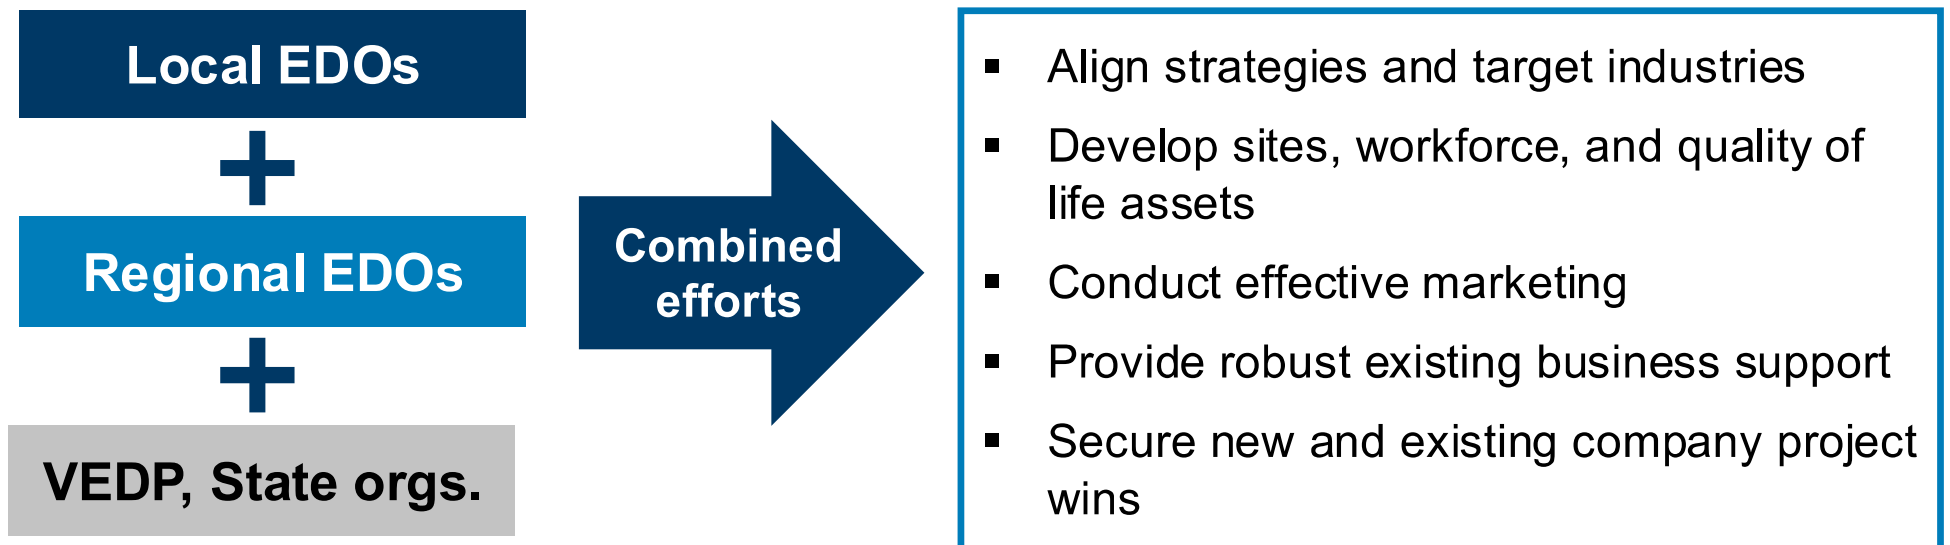 Local EDOs
+
Regional EDOs
+
VEDP, State orgs.
Combined
efforts
▪ Align strategies and target industries
▪ Develop sites, workforce, and quality of
life assets
▪ Conduct effective marketing
▪ Provide robust existing business support
▪ Secure new and existing company project
wins